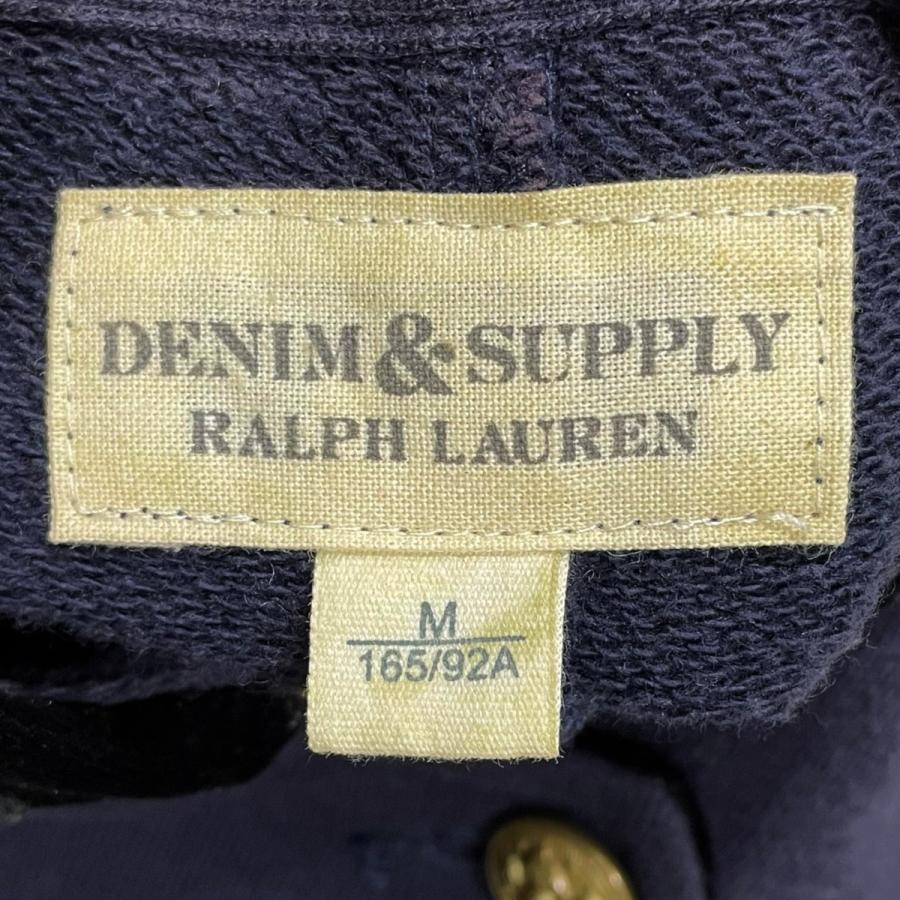 DENIM & SUPPLY
RALPH LAUREN
M
165/92A